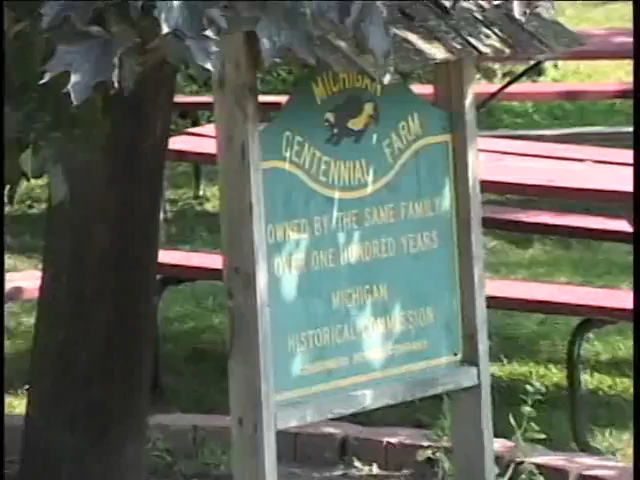 MICHIGAN
CENTENNIAL FARM
OWNED BY THE SAME FAMILY
OVER ONE HUNDRED YEARS
MICHIGAN
HISTORICAL COMMISSION